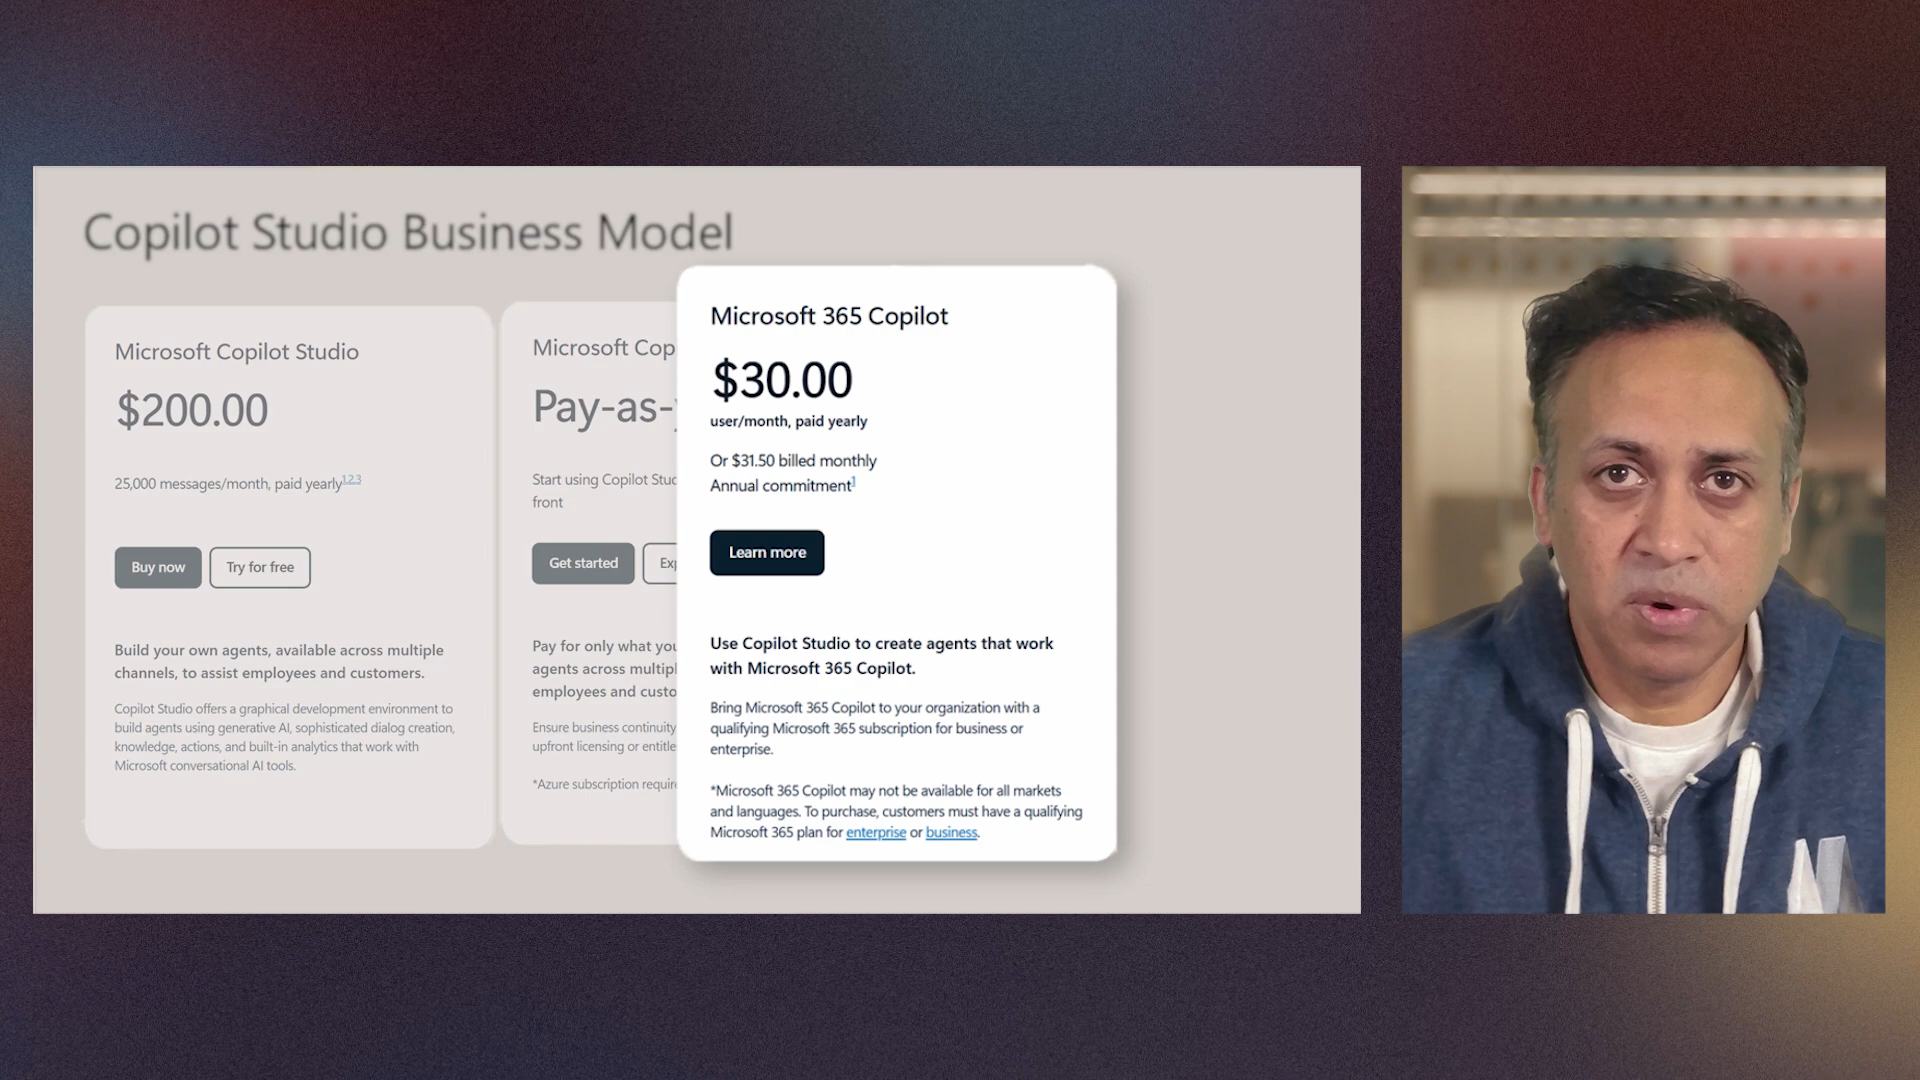 Copilot Studio Business Model
Microsoft Copilot Studio
$200.00
25,000 messages/month, paid yearly1,2,3
Buy now
Try for free
Build your own agents, available across multiple
channels, to assist employees and customers.
Copilot Studio offers a graphical development environment to
build agents using generative AI, sophisticated dialog creation,
knowledge, actions, and built-in analytics that work with
Microsoft conversational AI tools.
Microsoft Cop
Pay-as-
Start using Copilot Stu
front
Get started
Exp
Pay for only what you
agents across multip
employees and custo
Ensure business continuity
upfront licensing or entitle
*Azure subscription require
Microsoft 365 Copilot
$30.00
user/month, paid yearly
Or $31.50 billed monthly
Annual commitment1
Learn more
Use Copilot Studio to create agents that work
with Microsoft 365 Copilot.
Bring Microsoft 365 Copilot to your organization with a
qualifying Microsoft 365 subscription for business or
enterprise.
*Microsoft 365 Copilot may not be available for all markets
and languages. To purchase, customers must have a qualifying
Microsoft 365 plan for enterprise or business.